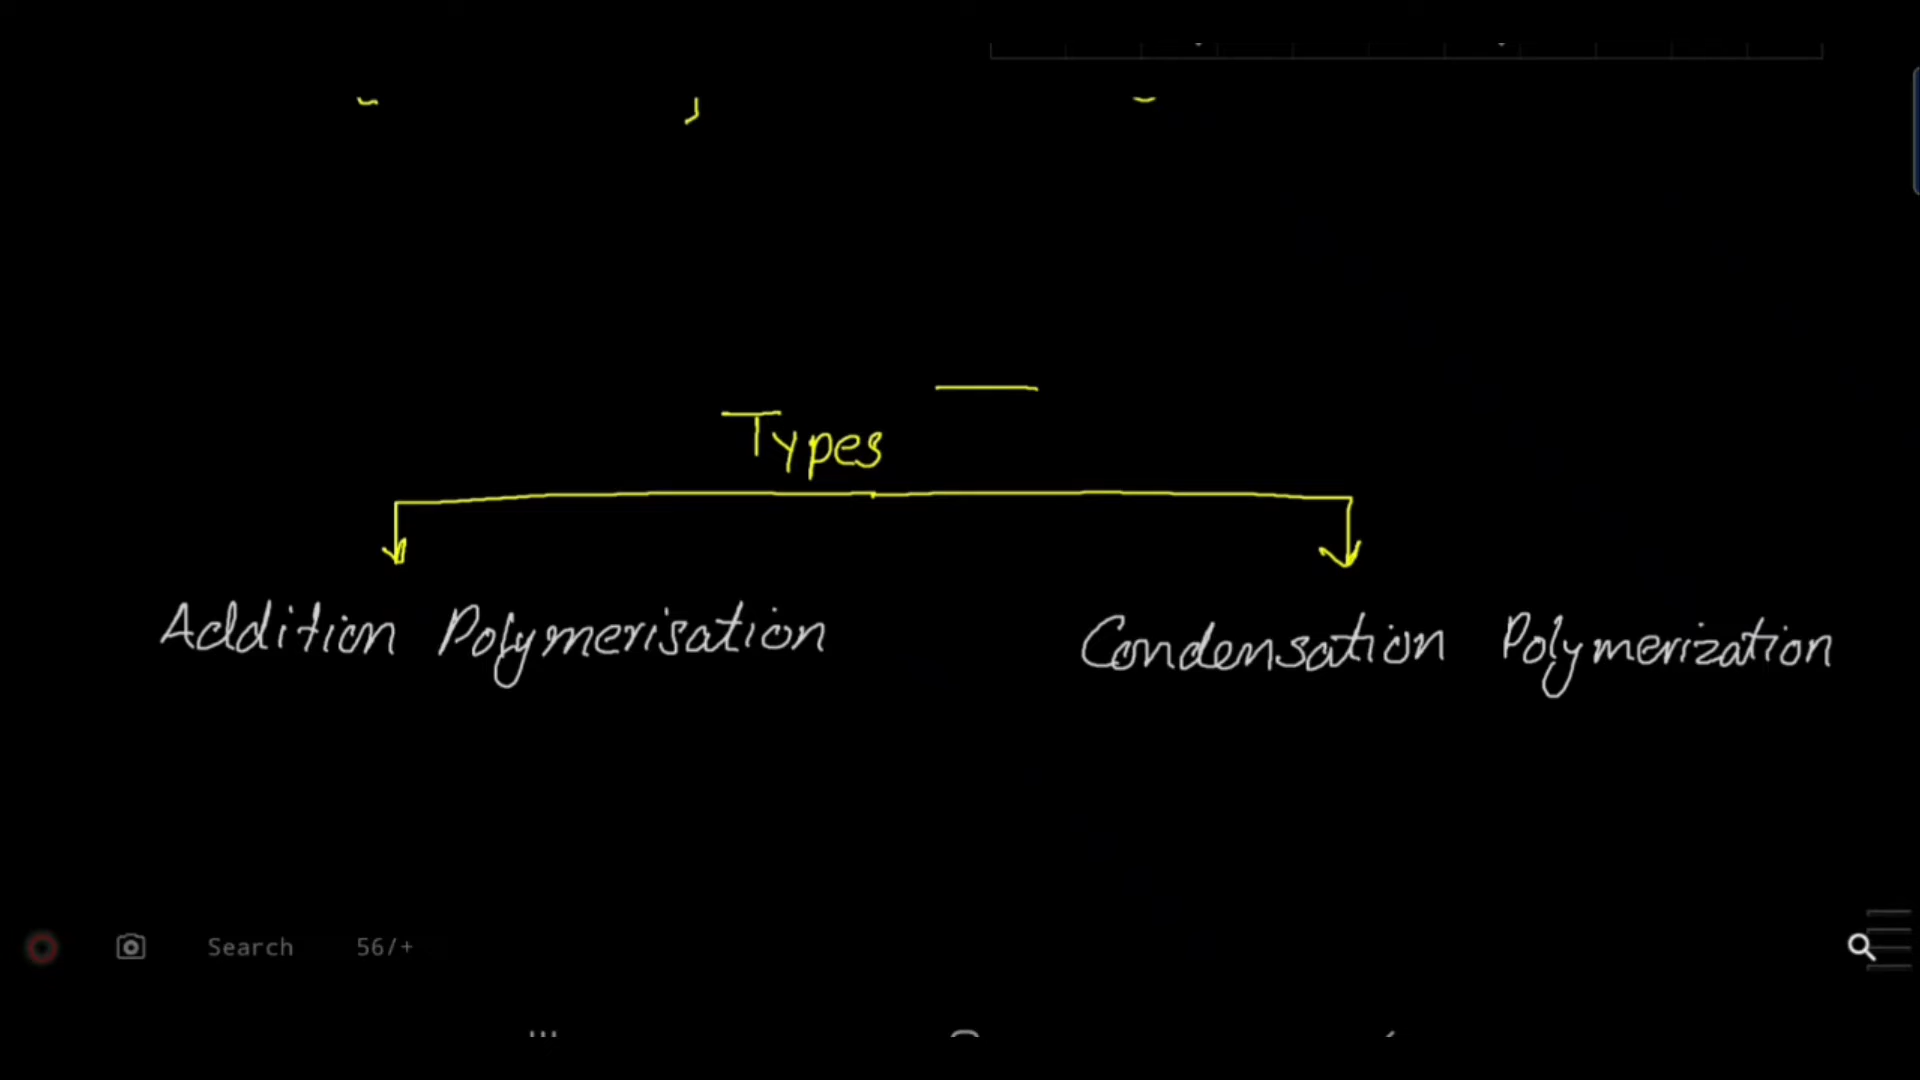 Types
Addition Polymerisation
Condensation Polymerization
Search 56/+